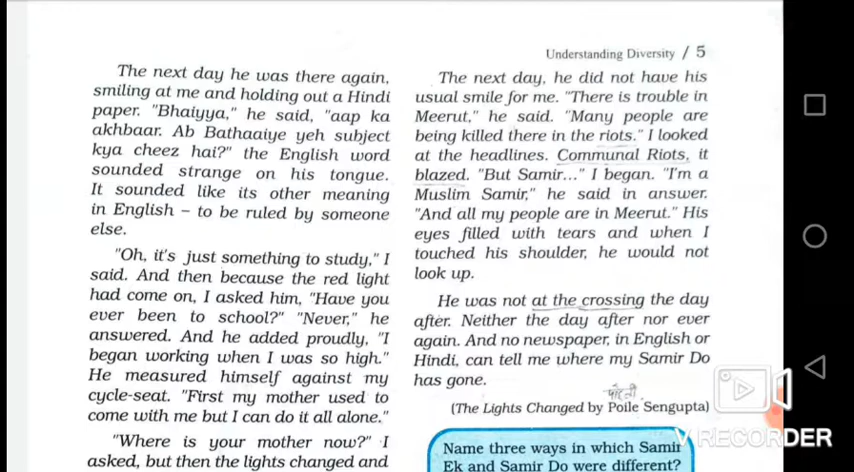 Understanding Diversity / 5
The next day he was there again,
smiling at me and holding out a Hindi
paper. "Bhaiyya," he said, "aap ka
akhbaar. Ab Bathaaiye yeh subject
kya cheez hai?" the English word
sounded strange on his tongue.
It sounded like its other meaning
in English – to be ruled by someone
else.
"Oh, it's just something to study," I
said. And then because the red light
had come on, I asked him, "Have you
ever been to school?" "Never," he
answered. And he added proudly, "I
began working when I was so high."
He measured himself against my
cycle-seat. "First my mother used to
come with me but I can do it all alone."
"Where is your mother now?" I
asked, but then the lights changed and
The next day, he did not have his
usual smile for me. "There is trouble in
Meerut," he said. "Many people are
being killed there in the riots." I looked
at the headlines. Communal Riots, it
blazed. "But Samir..." I began. "I'm a
Muslim Samir," he said in answer.
"And all my people are in Meerut." His
eyes filled with tears and when I
touched his shoulder, he would not
look up.
He was not at the crossing the day
after. Neither the day after nor ever
again. And no newspaper, in English or
Hindi, can tell me where my Samir Do
has gone.
(The Lights Changed by Poile Sengupta)
Name three ways in which Samir
Ek and Samir Do were different?
V RECORDER